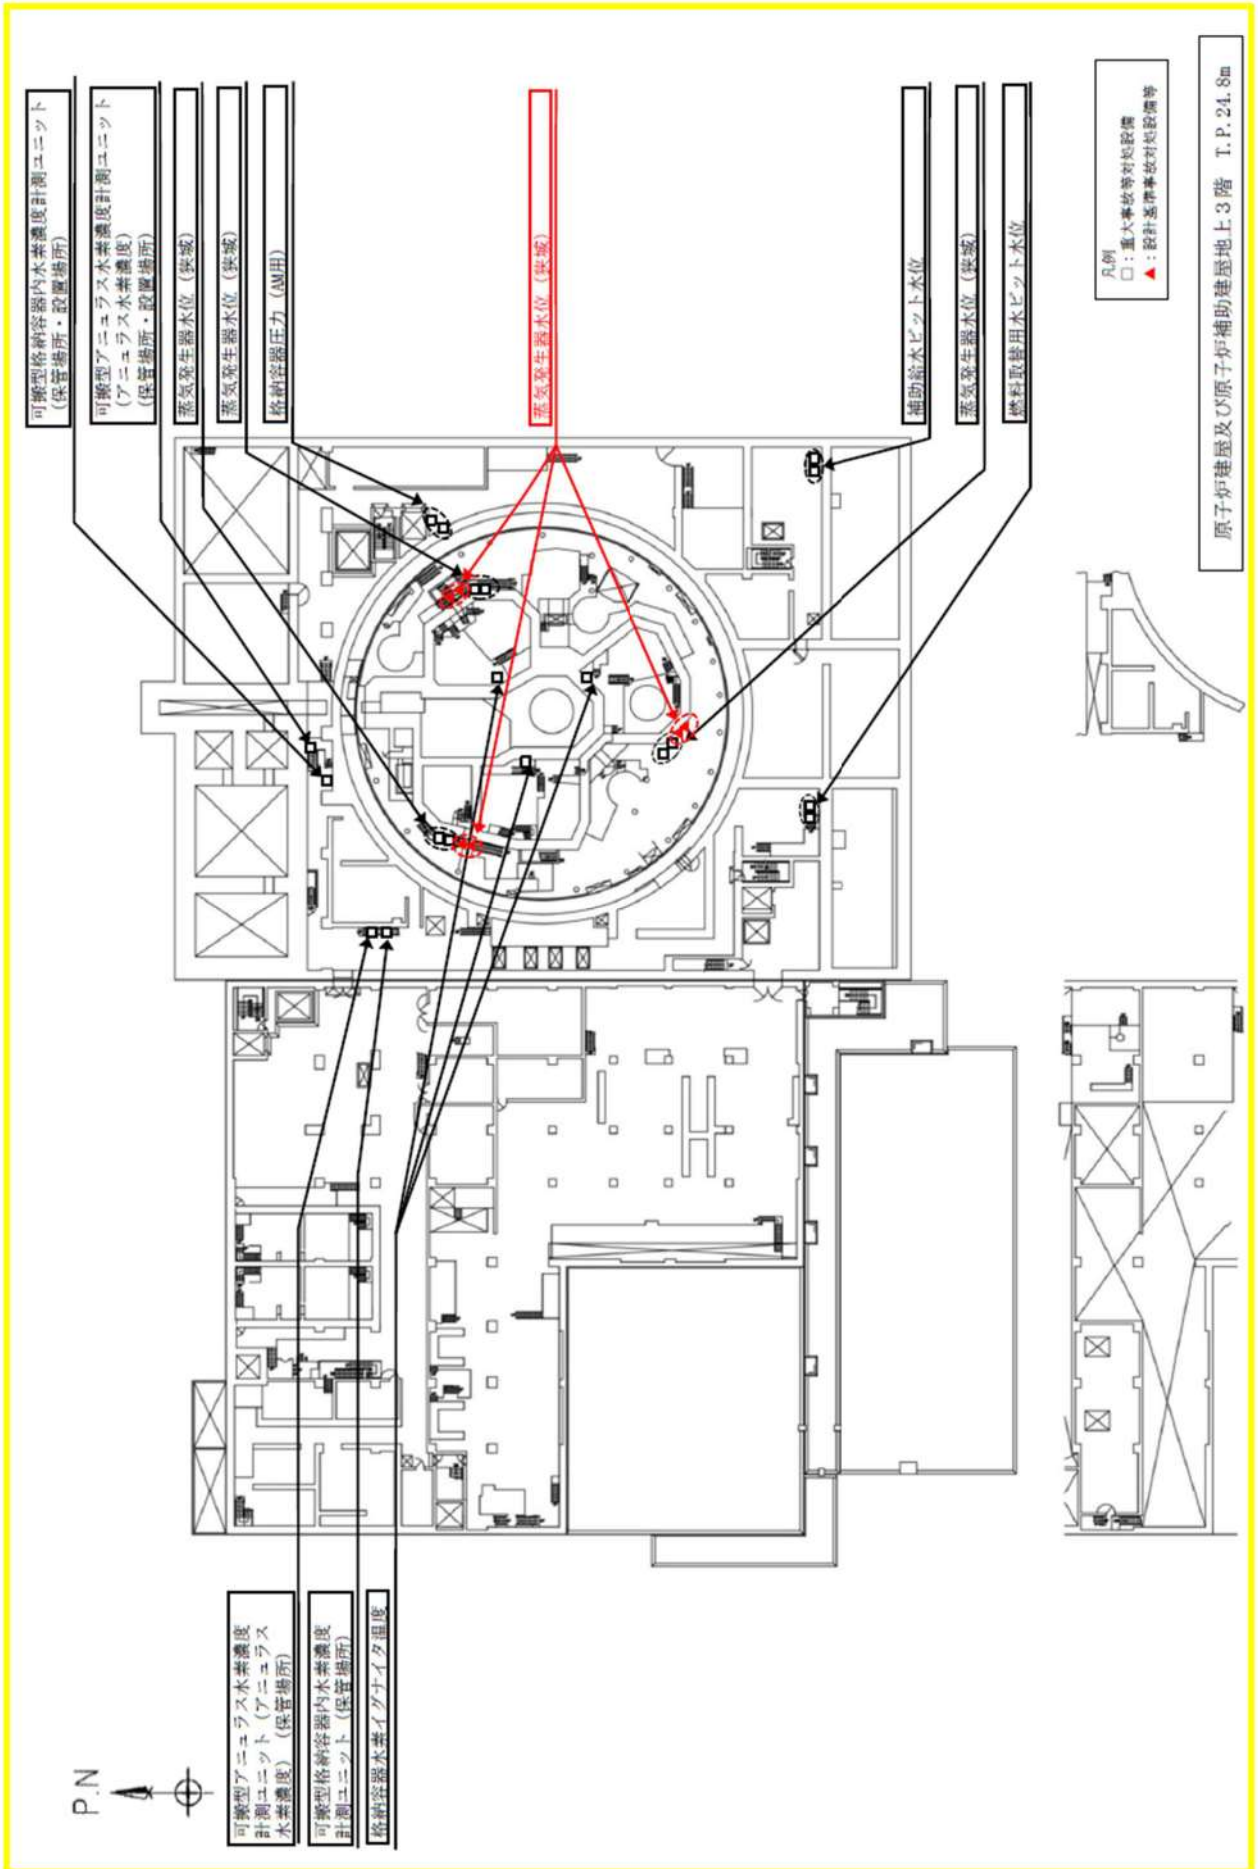 可搬型格納容器内水素濃度計測ユニット
(保管場所・設置場所)
可搬型アニュラス水素濃度計測ユニット
(アニュラス水素濃度)
(保管場所・設置場所)
蒸気発生器水位（狭域）
蒸気発生器水位（狭域）
格納容器圧力（AM用）
蒸気発生器水位（狭域）
補助給水ピット水位
蒸気発生器水位（狭域）
燃料取替用水ピット水位
凡例
□：重大事故等対処設備
▲：設計基準事故対処設備等
原子炉建屋及び原子炉補助建屋地上3階 T.P.24.8m
P.N
可搬型アニュラス水素濃度
計測ユニット（アニュラス
水素濃度）（保管場所）
可搬型格納容器内水素濃度
計測ユニット（保管場所）
格納容器水素イグナイタ温度